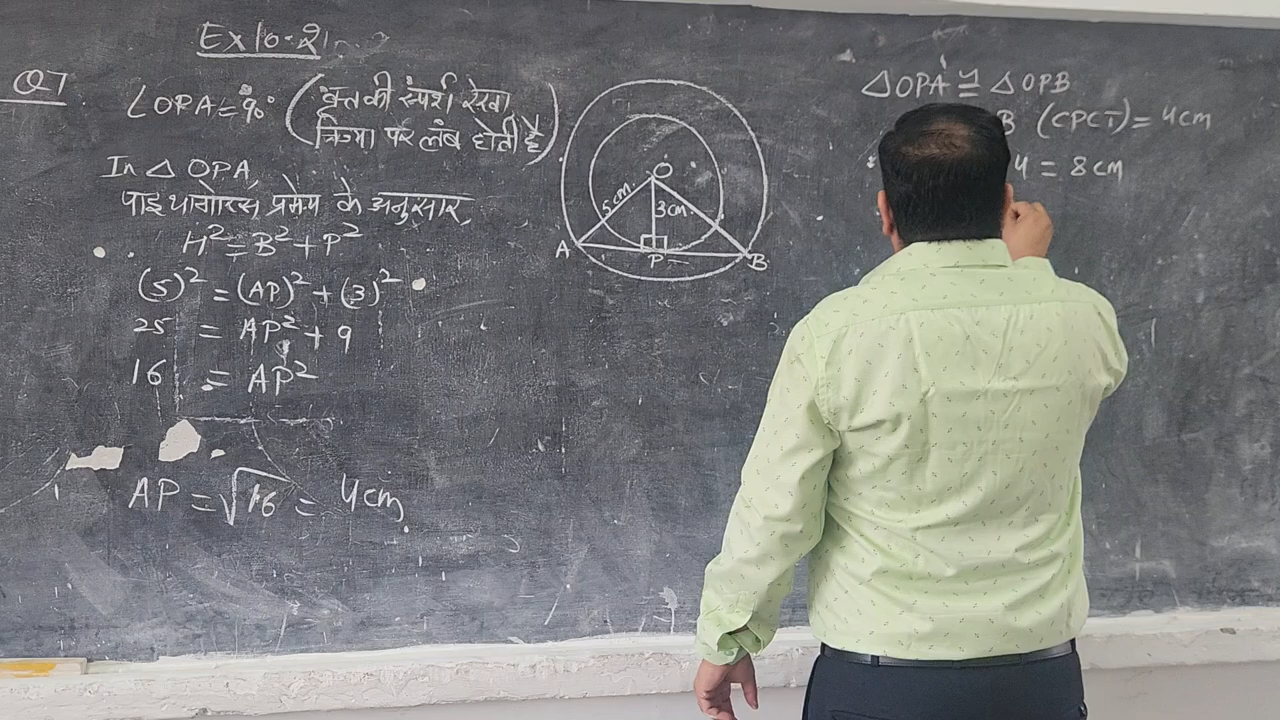 Ex 10.2
Q7
∠OPA = 90° (वृत्त की स्पर्श रेखा
त्रिज्या पर लंब होती है)
In △ OPA,
पाइथागोरस प्रमेय के अनुसार,
H² = B² + P²
(5)² = (AP)² + (3)²
25 = AP² + 9
16 = AP²
AP = √16 = 4cm
O
5cm
3cm
A
P
B
△OPA ≅ △OPB
B (CPCT) = 4cm
4 = 8cm